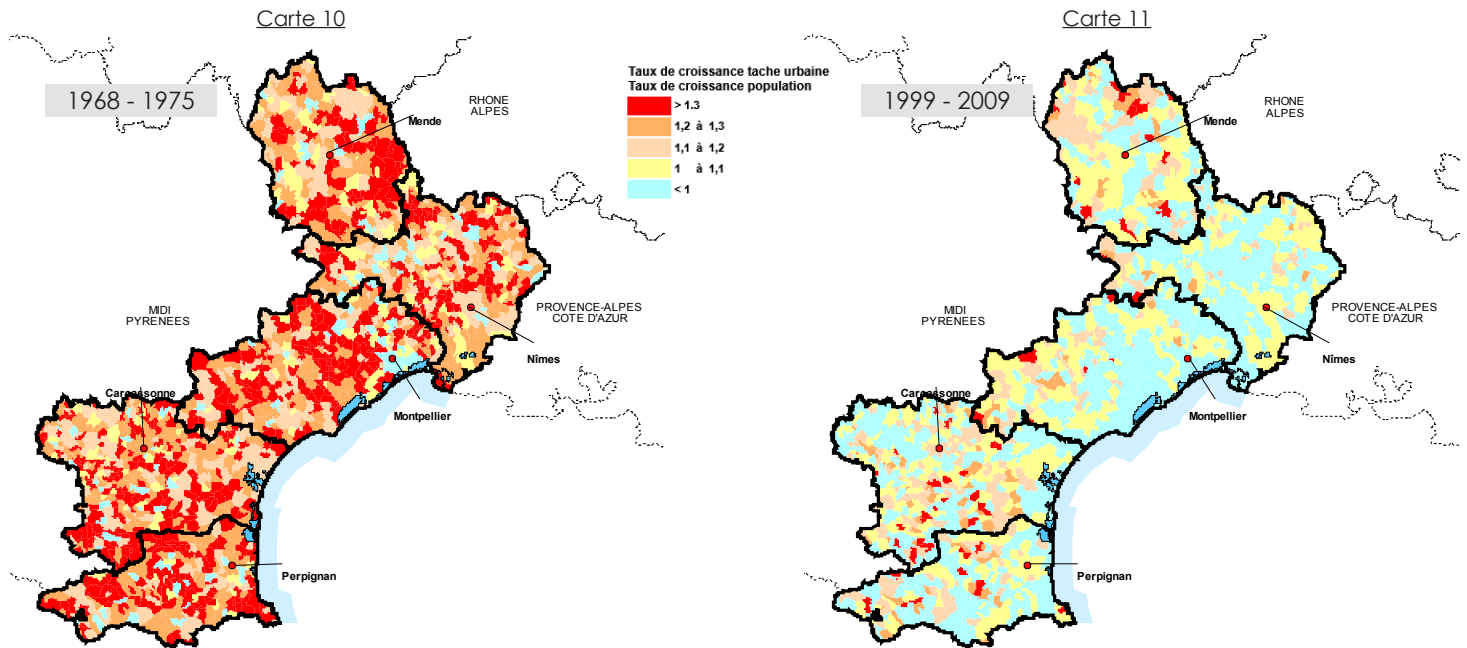 Carte 10
1968 - 1975
RHONE
ALPES
Mende
MIDI
PYRENEES
PROVENCE-ALPES
COTE D'AZUR
Nîmes
Carcassonne
Montpellier
Perpignan
Taux de croissance tache urbaine
Taux de croissance population
> 1.3
1,2 à 1,3
1,1 à 1,2
1 à 1,1
< 1
Carte 11
1999 - 2009
RHONE
ALPES
Mende
MIDI
PYRENEES
PROVENCE-ALPES
COTE D'AZUR
Nîmes
Carcassonne
Montpellier
Perpignan